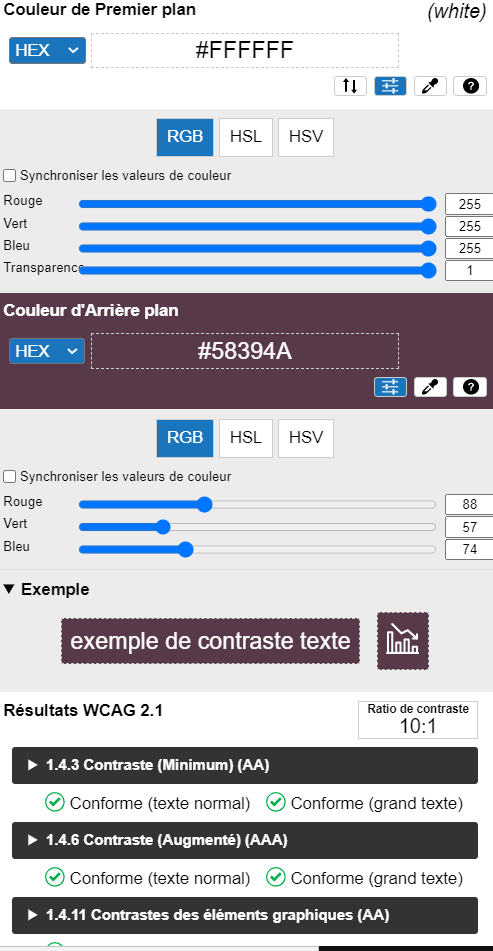 Couleur de Premier plan
(white)
HEX
#FFFFFF
?
RGB HSL HSV
Synchroniser les valeurs de couleur
Rouge 255
Vert 255
Bleu 255
Transparence 1
Couleur d'Arrière plan
HEX
#58394A
?
RGB HSL HSV
Synchroniser les valeurs de couleur
Rouge 88
Vert 57
Bleu 74
Exemple
exemple de contraste texte
Résultats WCAG 2.1
Ratio de contraste
10:1
1.4.3 Contraste (Minimum) (AA)
Conforme (texte normal) Conforme (grand texte)
1.4.6 Contraste (Augmenté) (AAA)
Conforme (texte normal) Conforme (grand texte)
1.4.11 Contrastes des éléments graphiques (AA)